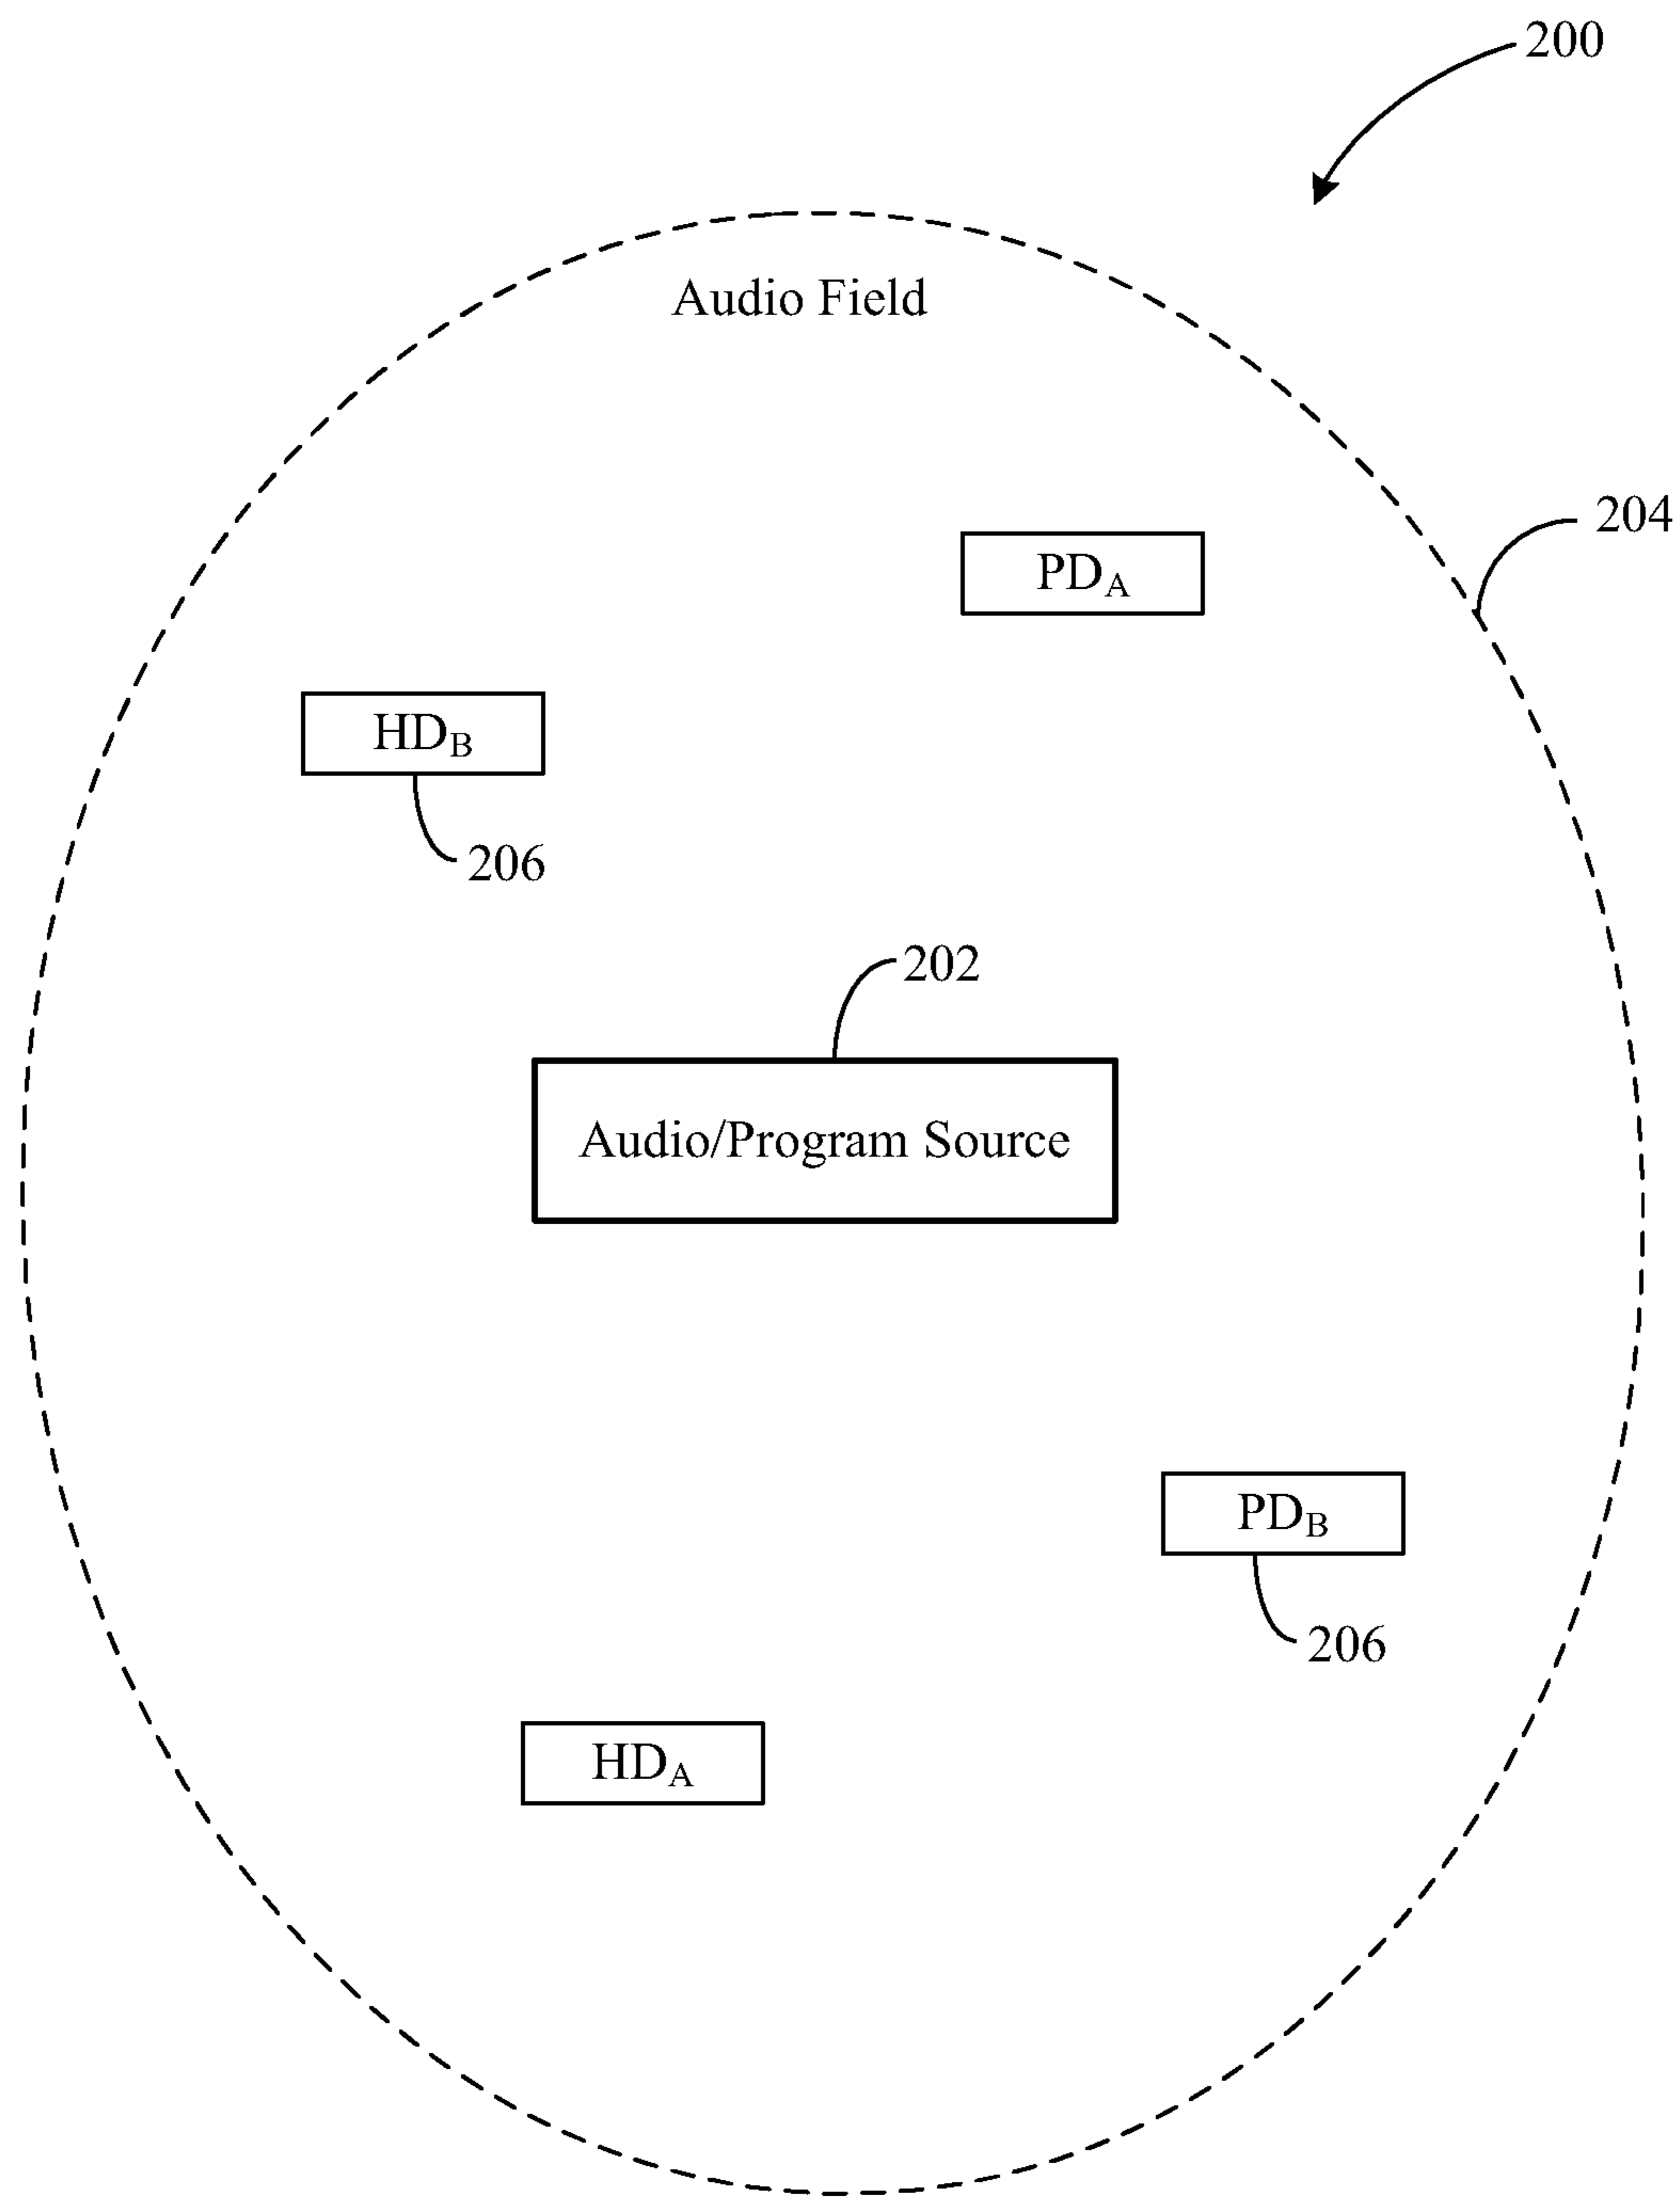 200
Audio Field
204
PDA
HDB
206
202
Audio/Program Source
PDB
206
HDA